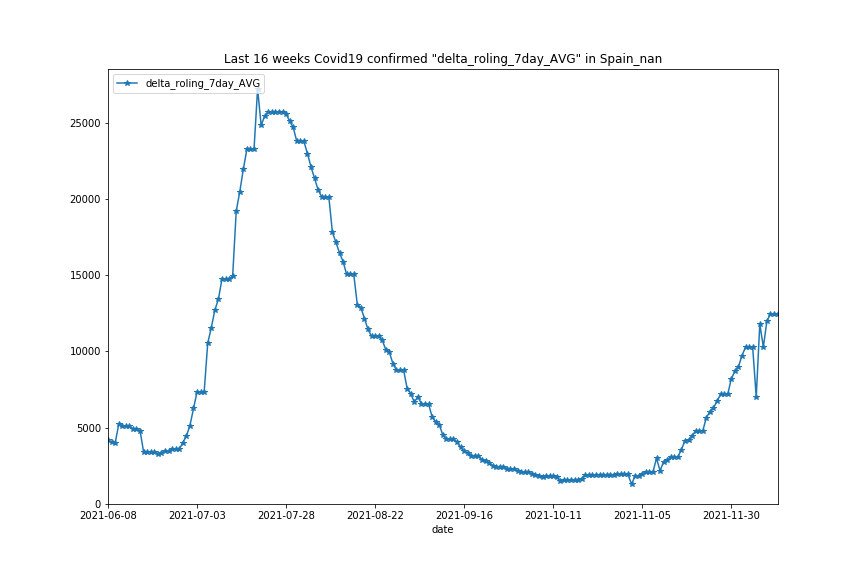 Last 16 weeks Covid19 confirmed "delta_roling_7day_AVG" in Spain_nan
delta_roling_7day_AVG
25000
20000
15000
10000
5000
0
2021-06-08 2021-07-03 2021-07-28 2021-08-22 2021-09-16 2021-10-11 2021-11-05 2021-11-30
date